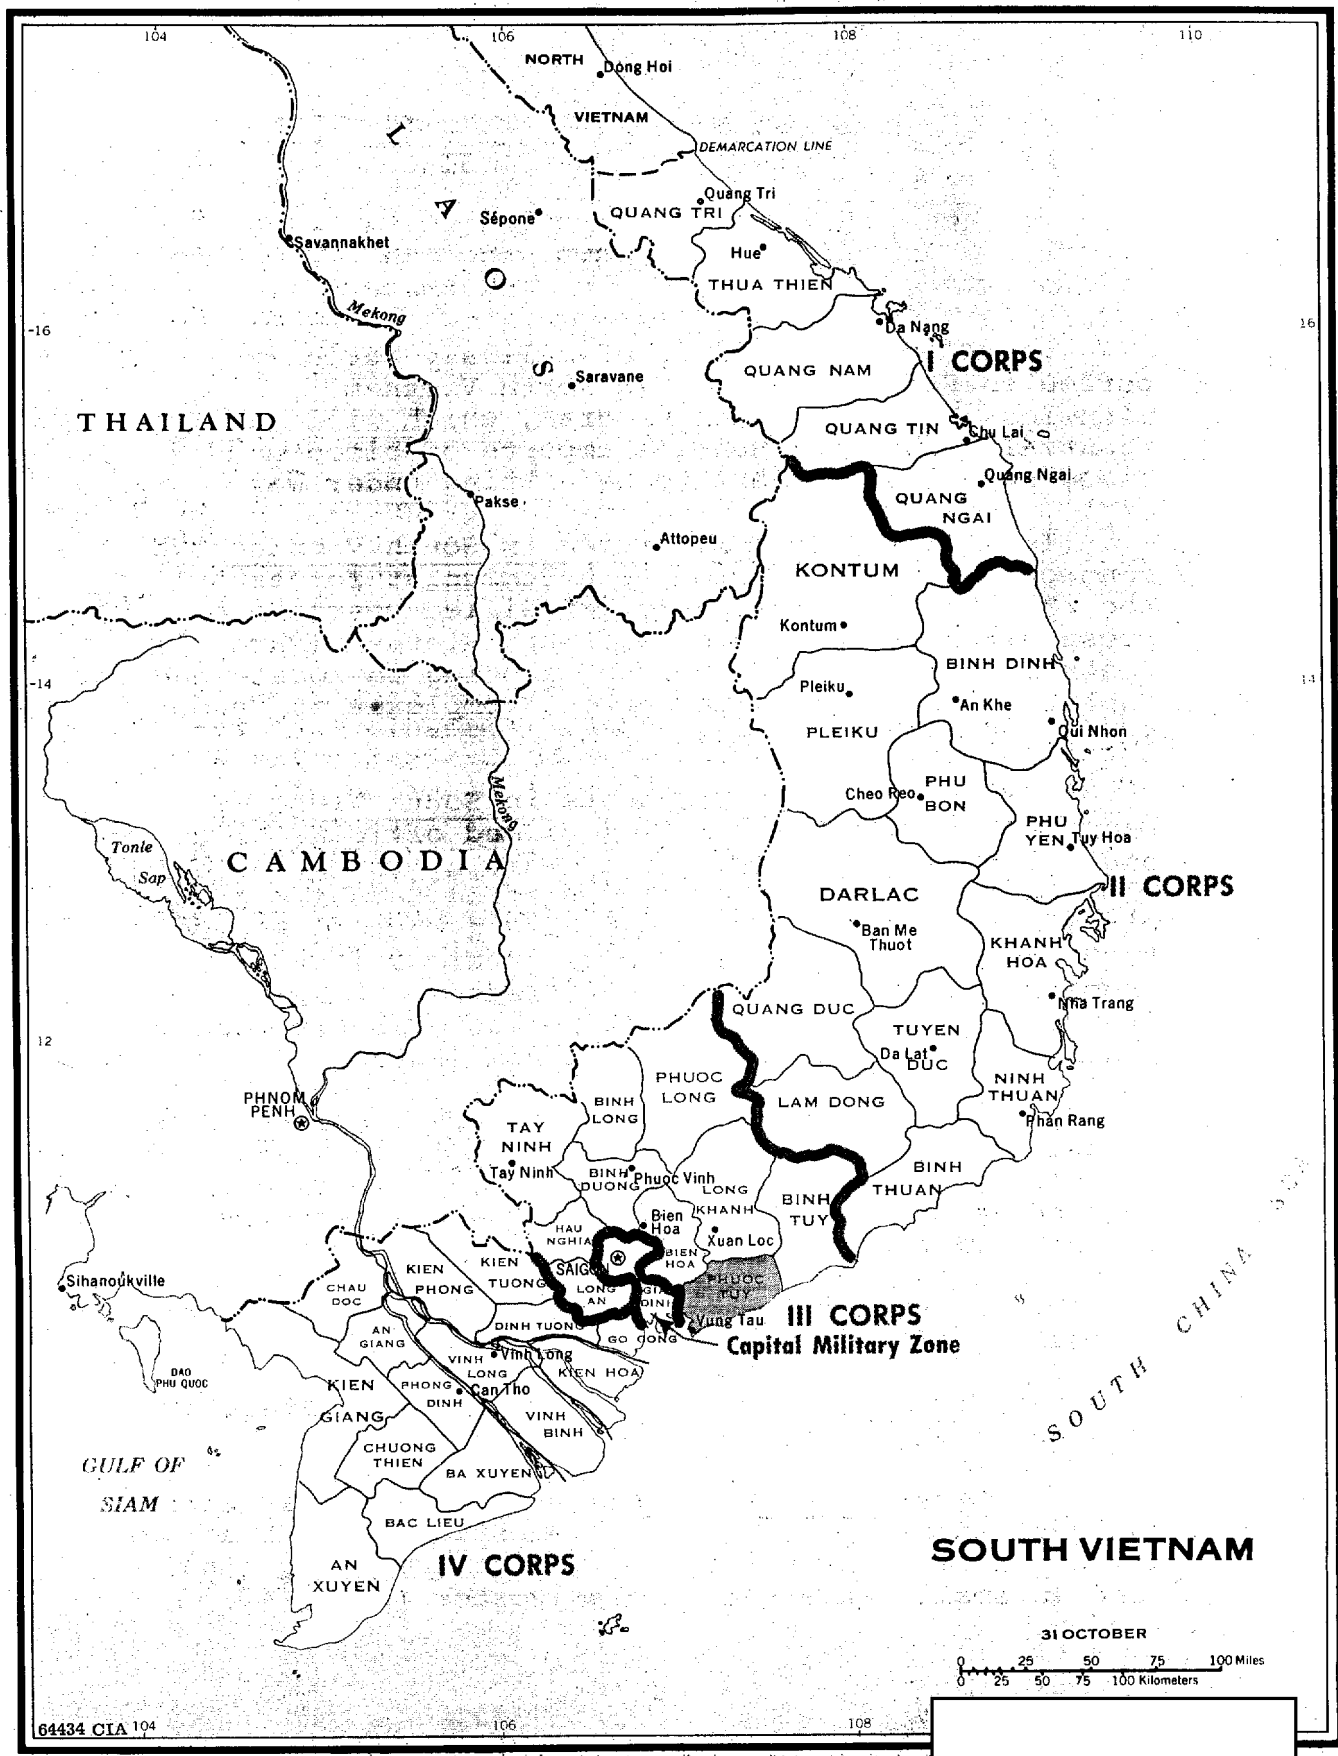 104
106
108
110
NORTH
Dong Hoi
VIETNAM
DEMARCATION LINE
L
A
O
S
Quang Tri
QUANG TRI
Sépone
Savannakhet
Hue
THUA THIEN
Mekong
-16
16
Da Nang
I CORPS
QUANG NAM
Saravane
THAILAND
QUANG TIN
Chu Lai
Quang Ngai
QUANG
NGAI
Pakse
Attopeu
KONTUM
Kontum
BINH DINH
-14
14
Pleiku
An Khe
PLEIKU
Qui Nhon
PHU
BON
Cheo Reo
Mekong
PHU
YEN
Tuy Hoa
Tonle
Sap
CAMBODIA
DARLAC
II CORPS
Ban Me
Thuot
KHANH
HOA
Nha Trang
QUANG DUC
12
TUYEN
DUC
Da Lat
PHUOC
LONG
NINH
THUAN
PHNOM
PENH
BINH
LONG
LAM DONG
Phan Rang
TAY
NINH
Tay Ninh
BINH
DUONG
Phuoc Vinh
LONG
KHANH
BINH
THUAN
BINH
TUY
Bien
Hoa
HAU
NGHIA
Xuan Loc
BIEN
HOA
SAIGON
KIEN
TUONG
KIEN
PHONG
Sihanoukville
CHAU
DOC
LONG
AN
GIA
DINH
PHUOC
TUY
Vung Tau
III CORPS
Capital Military Zone
DINH TUONG
GO CONG
AN
GIANG
VINH
LONG
Vinh Long
KIEN HOA
DAO
PHU QUOC
KIEN
GIANG
PHONG
DINH
Can Tho
VINH
BINH
CHUONG
THIEN
BA XUYEN
GULF OF
SIAM
SOUTH CHINA SEA
BAC LIEU
AN
XUYEN
IV CORPS
SOUTH VIETNAM
31 OCTOBER
0 25 50 75 100 Miles
0 25 50 75 100 Kilometers
64434 CIA
104
106
108